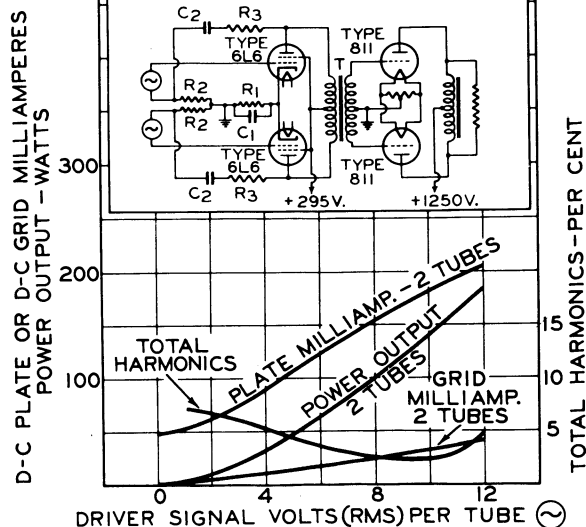 D-C PLATE OR D-C GRID MILLIAMPERES
POWER OUTPUT - WATTS
C2
R3
TYPE
6L6
R2
R2
R1
C1
TYPE
6L6
C2
R3
T
TYPE
811
TYPE
811
+295V.
+1250V.
300
200
100
PLATE MILLIAMP. - 2 TUBES
TOTAL
HARMONICS
POWER OUTPUT
2 TUBES
GRID
MILLIAMP.
2 TUBES
15
10
5
TOTAL HARMONICS - PER CENT
0
4
8
12
DRIVER SIGNAL VOLTS (RMS) PER TUBE